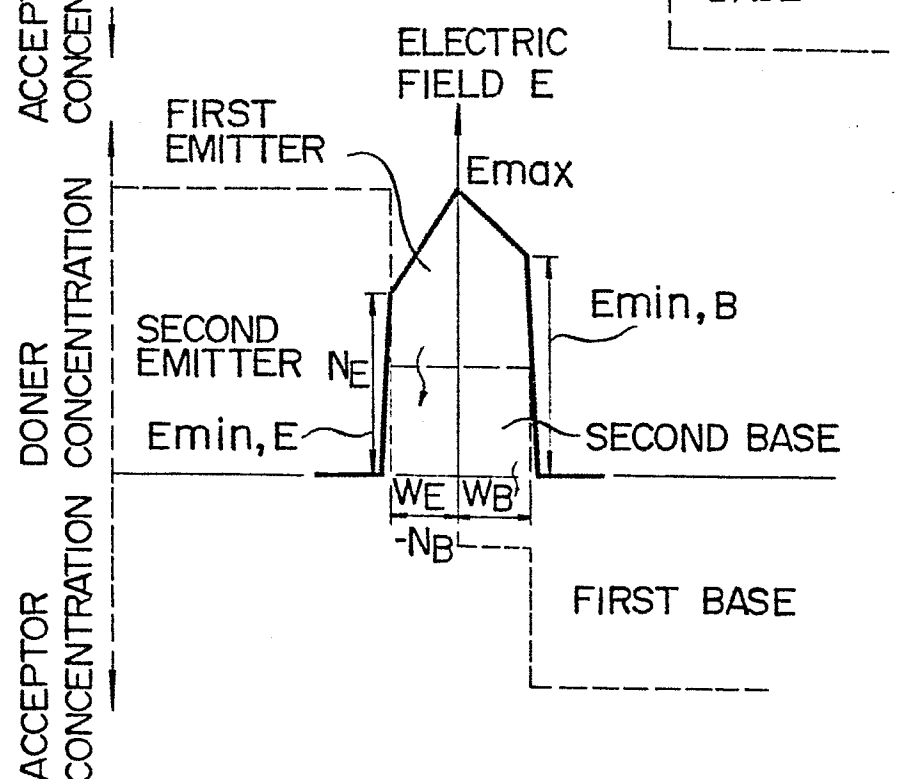 ACCEPT
CONCEN
ELECTRIC
FIELD E
FIRST
EMITTER
Emax
DONER
CONCENTRATION
SECOND
EMITTER
NE
Emin, B
Emin, E
SECOND BASE
WE
WB
-NB
FIRST BASE
ACCEPTOR
CONCENTRATION